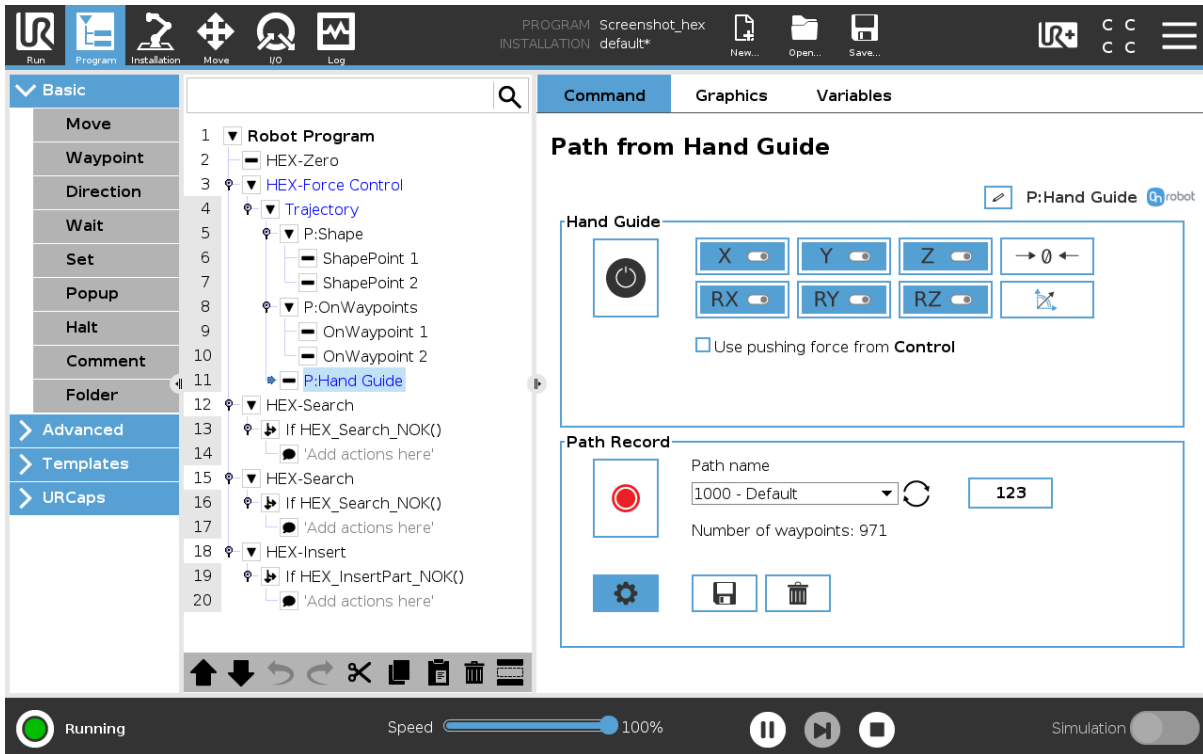 PROGRAM Screenshot_hex
INSTALLATION default*
UR
Run
Program
Installation
Move
I/O
Log
New...
Open...
Save...
UR+
C C
C C
Basic
Move
Waypoint
Direction
Wait
Set
Popup
Halt
Comment
Folder
Advanced
Templates
URCaps
1 Robot Program
2 HEX-Zero
3 HEX-Force Control
4 Trajectory
5 P:Shape
6 ShapePoint 1
7 ShapePoint 2
8 P:OnWaypoints
9 OnWaypoint 1
10 OnWaypoint 2
11 P:Hand Guide
12 HEX-Search
13 If HEX_Search_NOK()
14 'Add actions here'
15 HEX-Search
16 If HEX_Search_NOK()
17 'Add actions here'
18 HEX-Insert
19 If HEX_InsertPart_NOK()
20 'Add actions here'
Command Graphics Variables
Path from Hand Guide
P:Hand Guide OnRobot
Hand Guide
X Y Z → 0 ←
RX RY RZ
Use pushing force from Control
Path Record
Path name
1000 - Default 123
Number of waypoints: 971
Running
Speed 100%
Simulation